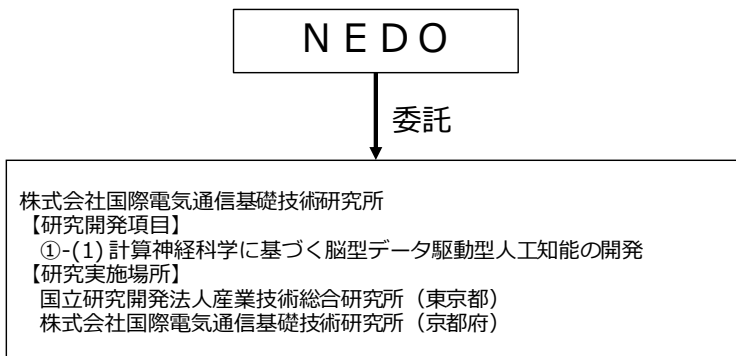 ＮＥＤＯ
委託
株式会社国際電気通信基礎技術研究所
【研究開発項目】
①-(1) 計算神経科学に基づく脳型データ駆動型人工知能の開発
【研究実施場所】
国立研究開発法人産業技術総合研究所（東京都）
株式会社国際電気通信基礎技術研究所（京都府）